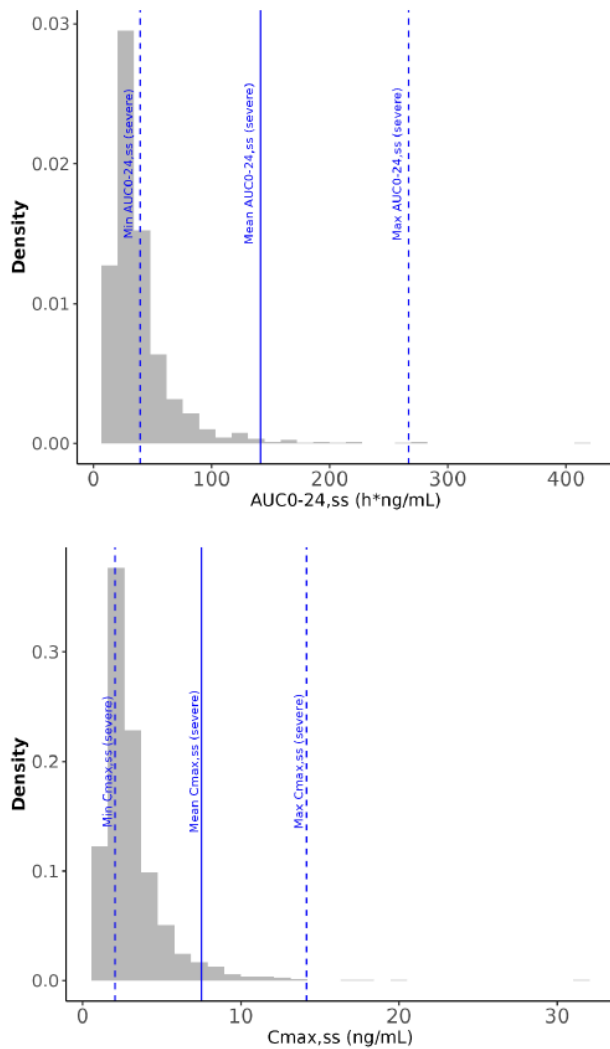 0.03
0.02
0.01
0.00
Density
Min AUC0-24,ss (severe)
Mean AUC0-24,ss (severe)
Max AUC0-24,ss (severe)
0
100
200
300
400
AUC0-24,ss (h*ng/mL)
0.3
0.2
0.1
0.0
Density
Min Cmax,ss (severe)
Mean Cmax,ss (severe)
Max Cmax,ss (severe)
0
10
20
30
Cmax,ss (ng/mL)